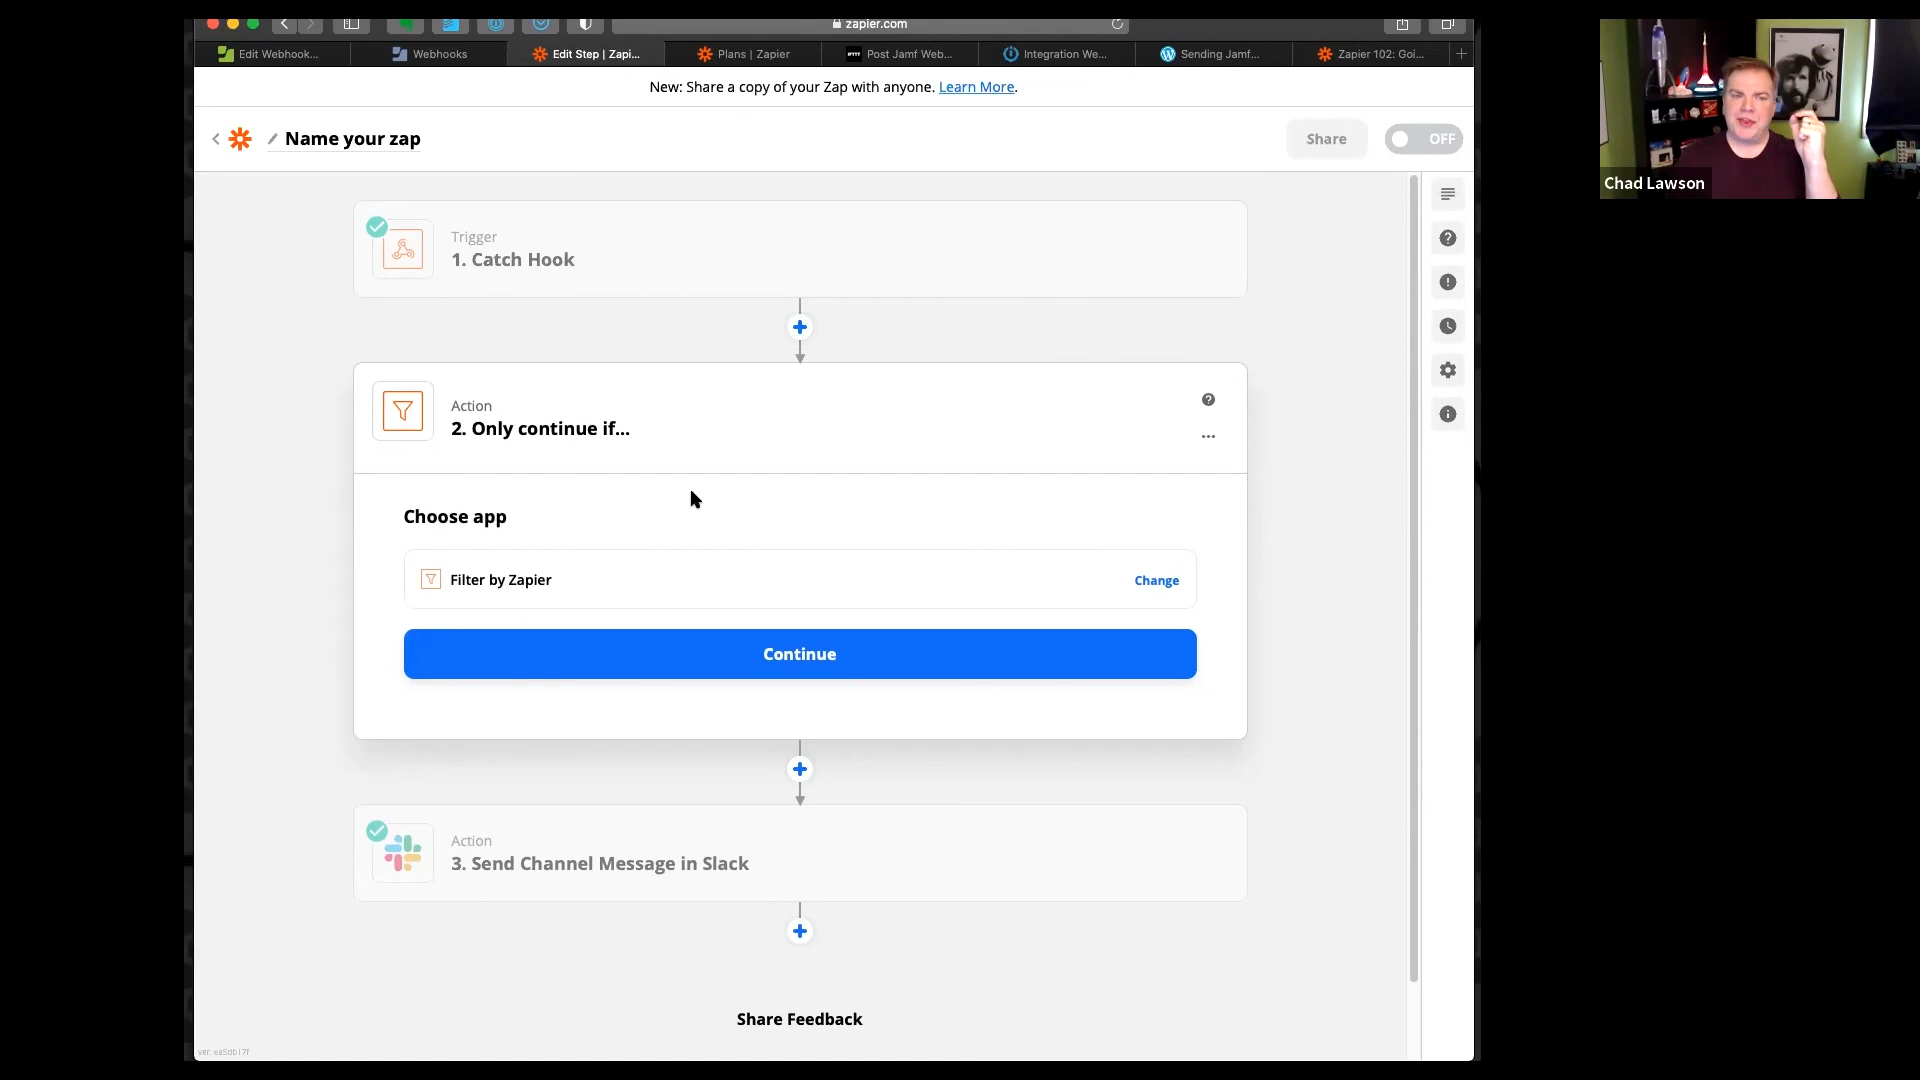 zapier.com
Edit Webhook...
Webhooks
Edit Step | Zapi...
Plans | Zapier
Post Jamf Web...
Integration We...
Sending Jamf...
Zapier 102: Goi...
New: Share a copy of your Zap with anyone. Learn More.
Name your zap
Share
OFF
Trigger
1. Catch Hook
Action
2. Only continue if...
Choose app
Filter by Zapier
Change
Continue
Action
3. Send Channel Message in Slack
Share Feedback
ver. ea5db17f
Chad Lawson